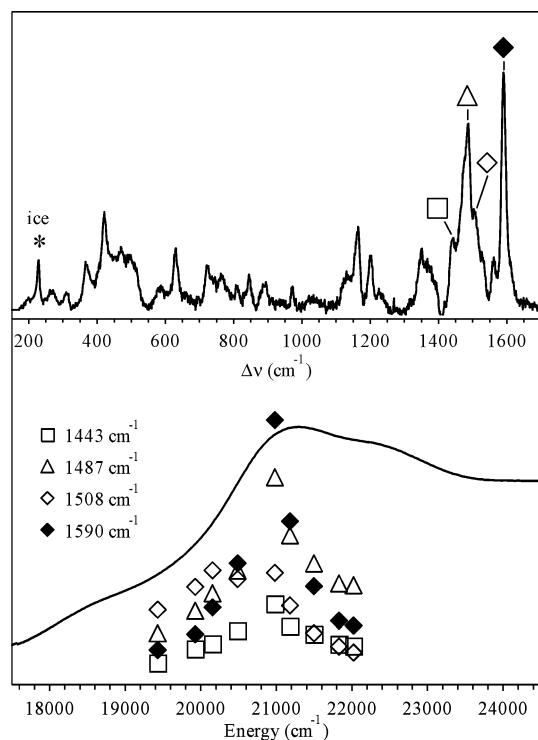 ice
*
200 400 600 800 1000 1200 1400 1600
Δν (cm⁻¹)
1443 cm⁻¹
1487 cm⁻¹
1508 cm⁻¹
1590 cm⁻¹
18000 19000 20000 21000 22000 23000 24000
Energy (cm⁻¹)